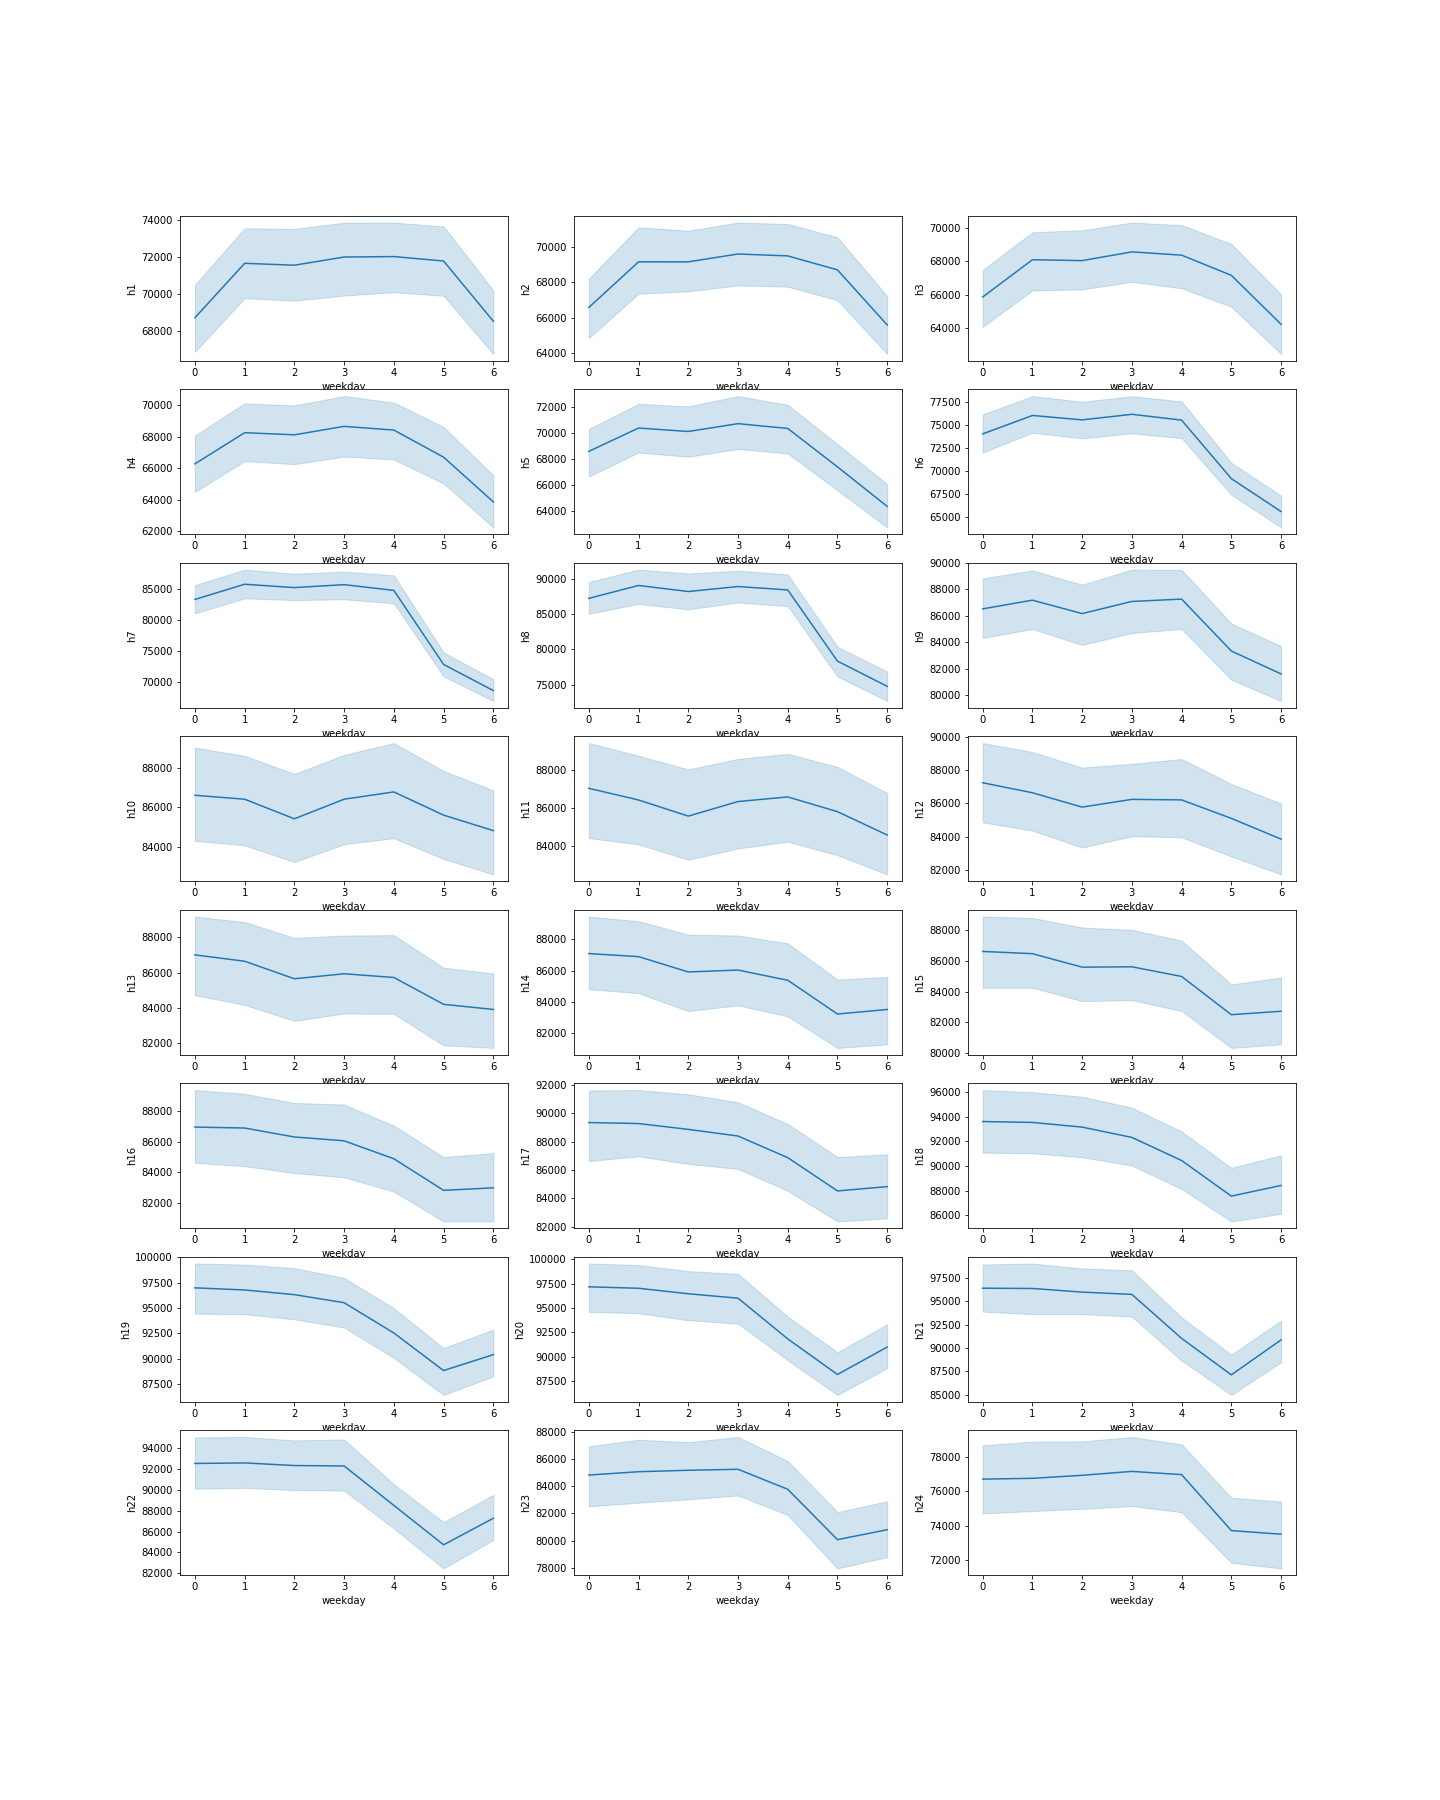 74000
72000
70000
68000
h1
0 1 2 3 4 5 6
weekday
70000
68000
66000
64000
h2
0 1 2 3 4 5 6
weekday
70000
68000
66000
64000
h3
0 1 2 3 4 5 6
weekday
70000
68000
66000
64000
62000
h4
0 1 2 3 4 5 6
weekday
72000
70000
68000
66000
64000
h5
0 1 2 3 4 5 6
weekday
77500
75000
72500
70000
67500
65000
h6
0 1 2 3 4 5 6
weekday
85000
80000
75000
70000
h7
0 1 2 3 4 5 6
weekday
90000
85000
80000
75000
h8
0 1 2 3 4 5 6
weekday
90000
88000
86000
84000
82000
80000
h9
0 1 2 3 4 5 6
weekday
88000
86000
84000
h10
0 1 2 3 4 5 6
weekday
88000
86000
84000
h11
0 1 2 3 4 5 6
weekday
90000
88000
86000
84000
82000
h12
0 1 2 3 4 5 6
weekday
88000
86000
84000
82000
h13
0 1 2 3 4 5 6
weekday
88000
86000
84000
82000
h14
0 1 2 3 4 5 6
weekday
88000
86000
84000
82000
80000
h15
0 1 2 3 4 5 6
weekday
88000
86000
84000
82000
h16
0 1 2 3 4 5 6
weekday
92000
90000
88000
86000
84000
82000
h17
0 1 2 3 4 5 6
weekday
96000
94000
92000
90000
88000
86000
h18
0 1 2 3 4 5 6
weekday
100000
97500
95000
92500
90000
87500
h19
0 1 2 3 4 5 6
weekday
100000
97500
95000
92500
90000
87500
h20
0 1 2 3 4 5 6
weekday
97500
95000
92500
90000
87500
85000
h21
0 1 2 3 4 5 6
weekday
94000
92000
90000
88000
86000
84000
82000
h22
0 1 2 3 4 5 6
weekday
88000
86000
84000
82000
80000
78000
h23
0 1 2 3 4 5 6
weekday
78000
76000
74000
72000
h24
0 1 2 3 4 5 6
weekday